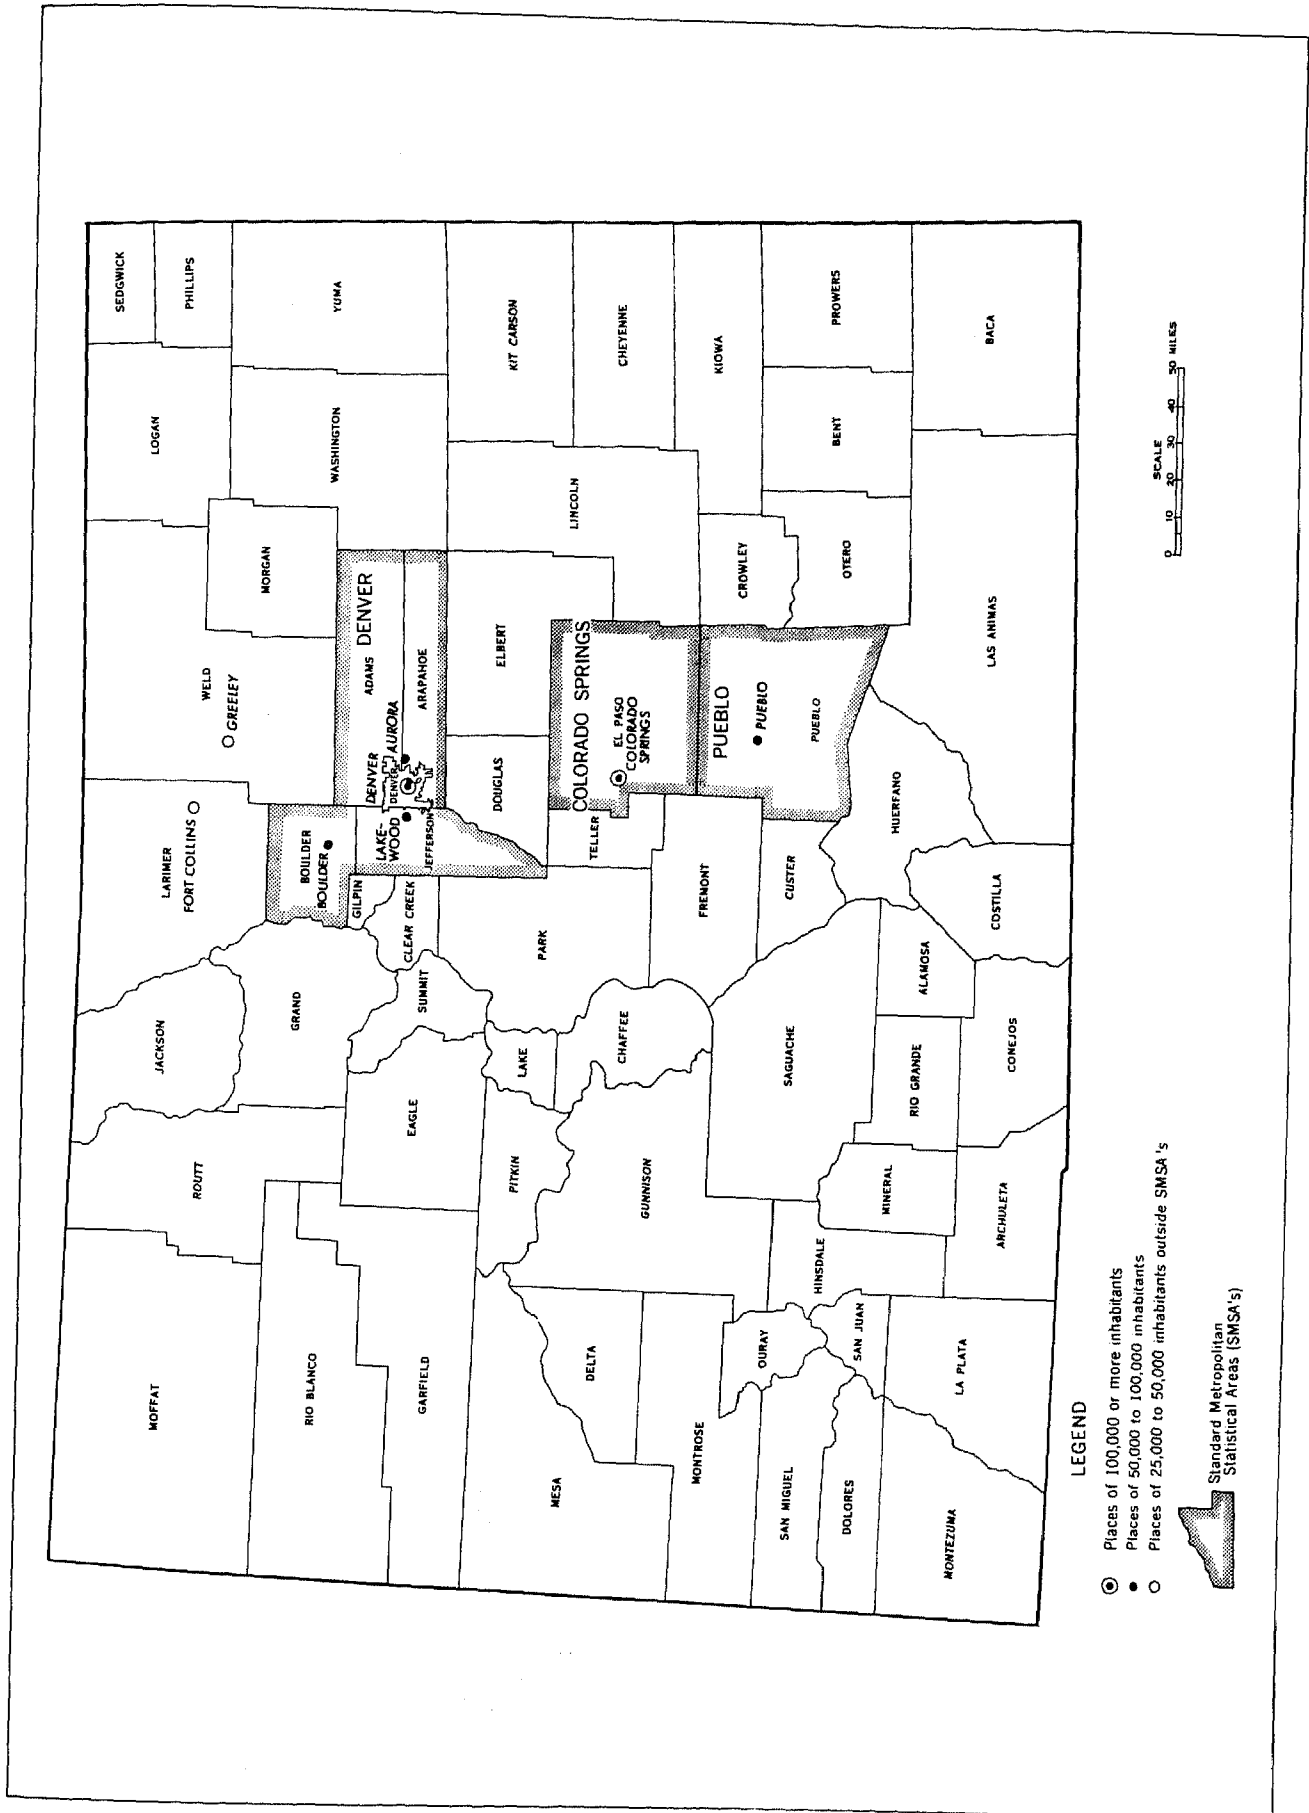 MOFFAT
ROUTT
JACKSON
LARIMER
FORT COLLINS
WELD
GREELEY
LOGAN
SEDGWICK
PHILLIPS
MORGAN
WASHINGTON
YUMA
RIO BLANCO
GRAND
BOULDER
BOULDER
GILPIN
DENVER
ADAMS
DENVER
DENVER
AURORA
ARAPAHOE
LAKE-
WOOD
JEFFERSON
CLEAR CREEK
SUMMIT
EAGLE
GARFIELD
PITKIN
LAKE
PARK
DOUGLAS
ELBERT
LINCOLN
KIT CARSON
CHEYENNE
MESA
DELTA
GUNNISON
CHAFFEE
TELLER
COLORADO SPRINGS
EL PASO
COLORADO
SPRINGS
FREMONT
PUEBLO
PUEBLO
PUEBLO
CROWLEY
KIOWA
MONTROSE
OURAY
HINSDALE
SAGUACHE
CUSTER
HUERFANO
OTERO
BENT
PROWERS
SAN MIGUEL
DOLORES
SAN JUAN
MINERAL
RIO GRANDE
ALAMOSA
COSTILLA
LAS ANIMAS
BACA
MONTEZUMA
LA PLATA
ARCHULETA
CONEJOS
LEGEND
Places of 100,000 or more inhabitants
Places of 50,000 to 100,000 inhabitants
Places of 25,000 to 50,000 inhabitants outside SMSA's
Standard Metropolitan
Statistical Areas (SMSA's)
SCALE
0 10 20 30 40 50 MILES